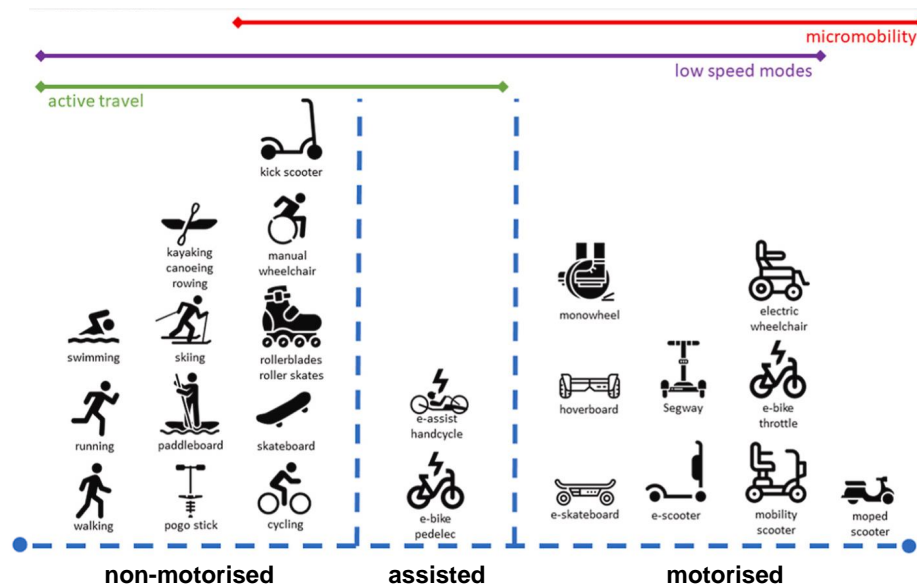 micromobility
low speed modes
active travel
kick scooter
kayaking
canoeing
rowing
manual
wheelchair
monowheel
electric
wheelchair
swimming
skiing
rollerblades
roller skates
hoverboard
Segway
e-bike
throttle
running
paddleboard
skateboard
e-assist
handcycle
walking
pogo stick
cycling
e-bike
pedelec
e-skateboard
e-scooter
mobility
scooter
moped
scooter
non-motorised
assisted
motorised